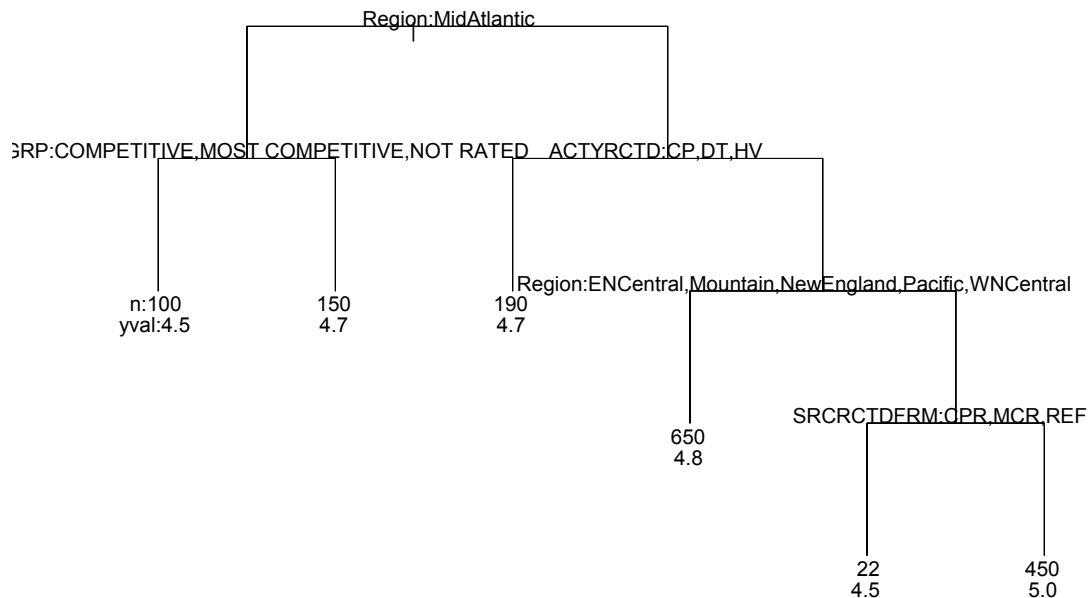 Region:MidAtlantic
GRP:COMPETITIVE,MOST COMPETITIVE,NOT RATED ACTYRCTD:CP,DT,HV
Region:ENCentral,Mountain,NewEngland,Pacific,WNCentral
n:100 150 190
yval:4.5 4.7 4.7
SRCRCTDFRM:CPR,MCR,REF
650
4.8
22 450
4.5 5.0